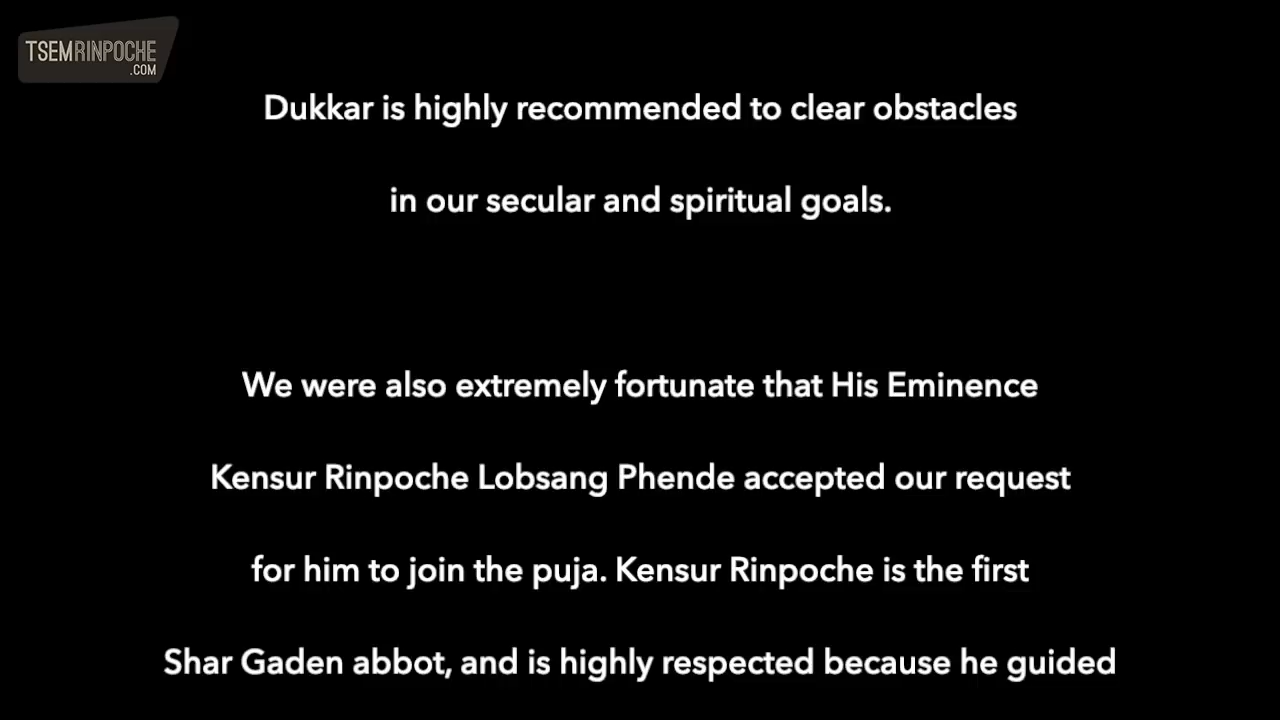 TSEMRINPOCHE
.COM
Dukkar is highly recommended to clear obstacles
in our secular and spiritual goals.
We were also extremely fortunate that His Eminence
Kensur Rinpoche Lobsang Phende accepted our request
for him to join the puja. Kensur Rinpoche is the first
Shar Gaden abbot, and is highly respected because he guided